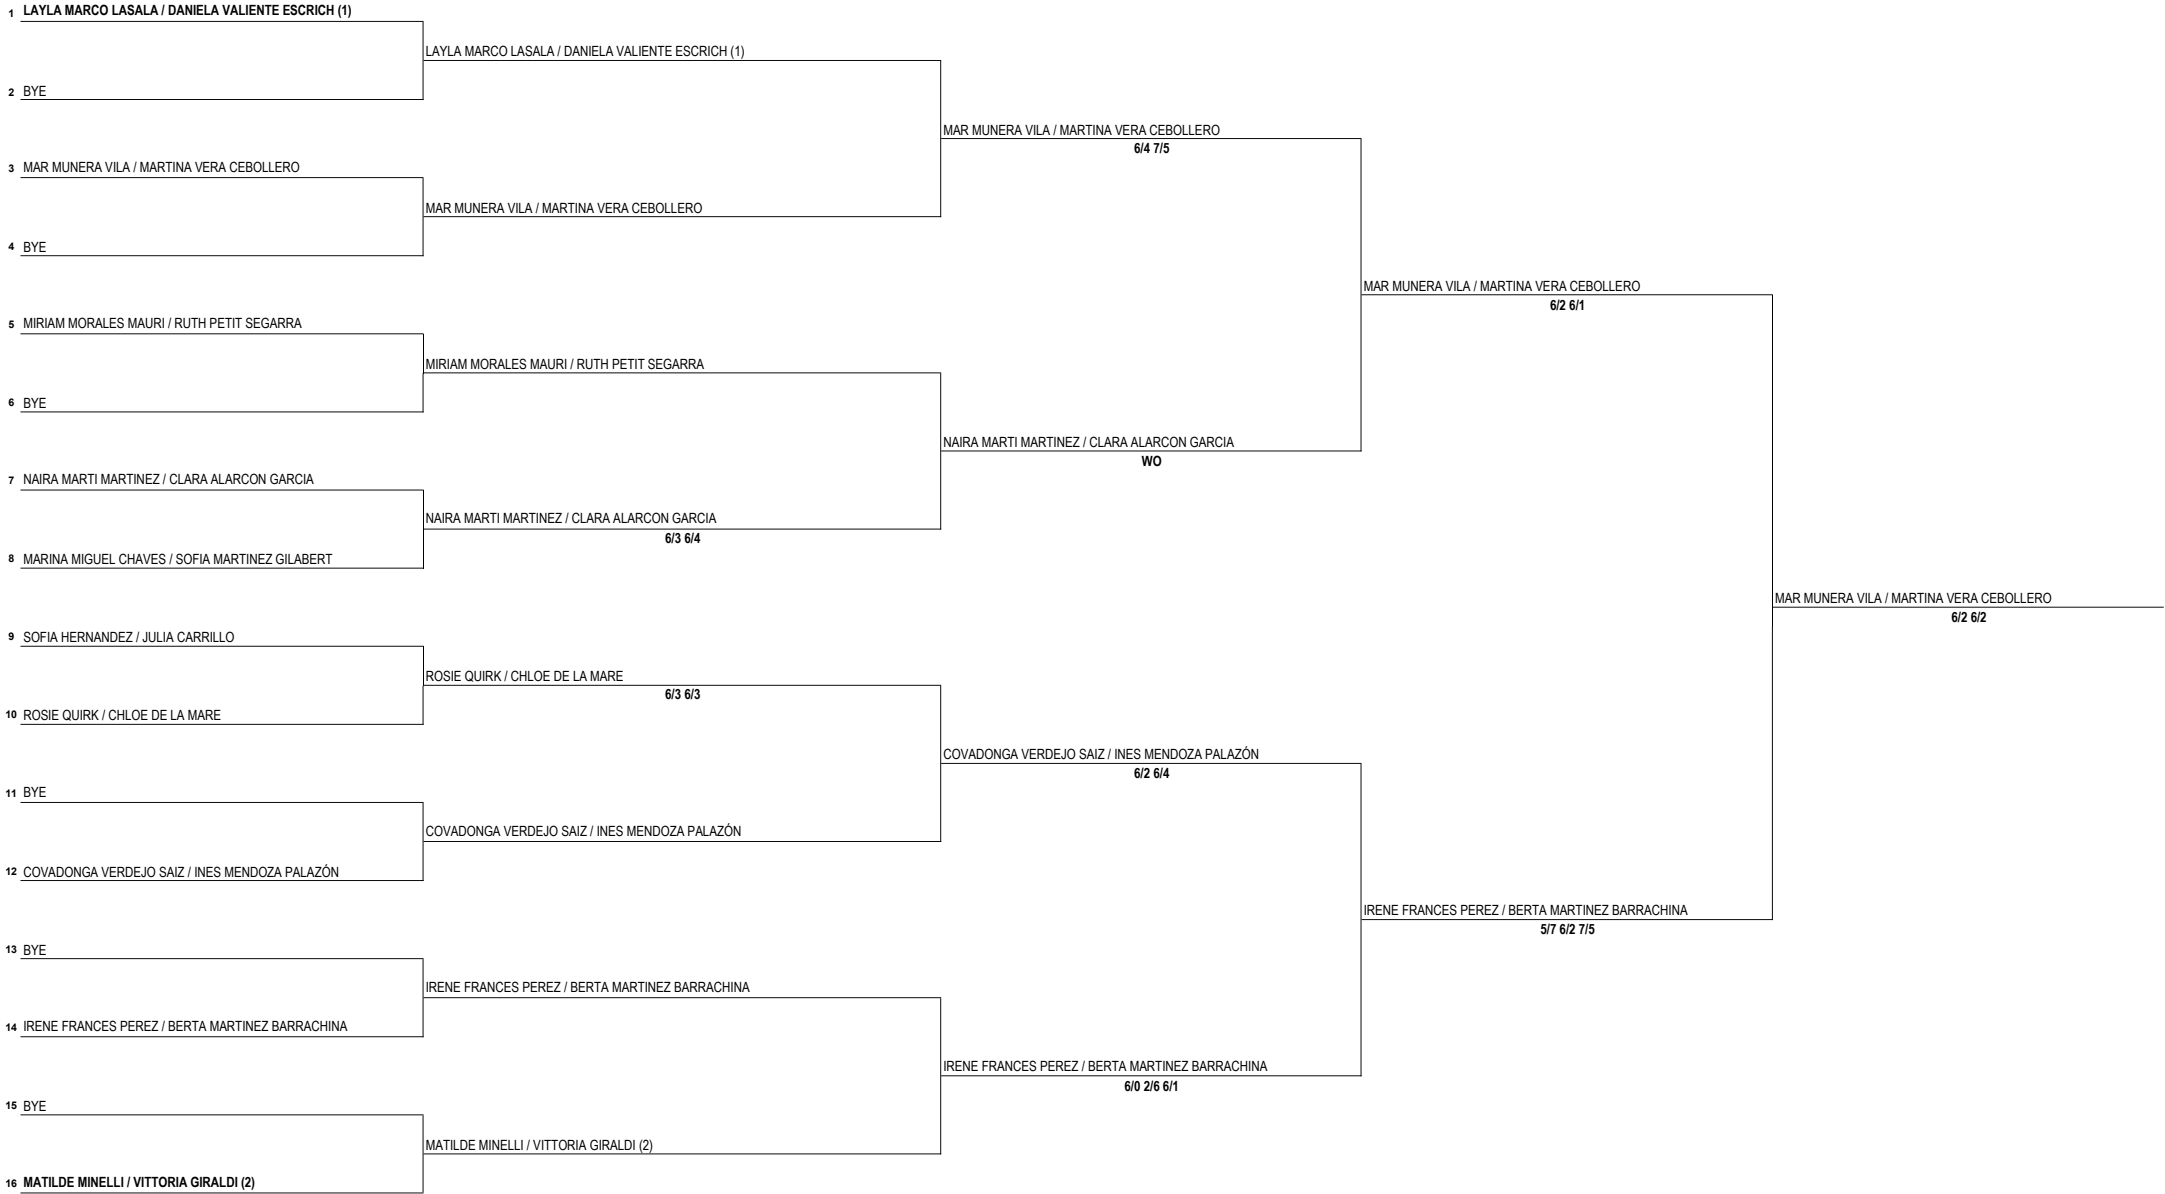 1 LAYLA MARCO LASALA / DANIELA VALIENTE ESCRICH (1)
LAYLA MARCO LASALA / DANIELA VALIENTE ESCRICH (1)
2 BYE
MAR MUNERA VILA / MARTINA VERA CEBOLLERO
6/4 7/5
3 MAR MUNERA VILA / MARTINA VERA CEBOLLERO
MAR MUNERA VILA / MARTINA VERA CEBOLLERO
4 BYE
MAR MUNERA VILA / MARTINA VERA CEBOLLERO
6/2 6/1
5 MIRIAM MORALES MAURI / RUTH PETIT SEGARRA
MIRIAM MORALES MAURI / RUTH PETIT SEGARRA
6 BYE
NAIRA MARTI MARTINEZ / CLARA ALARCON GARCIA
WO
7 NAIRA MARTI MARTINEZ / CLARA ALARCON GARCIA
NAIRA MARTI MARTINEZ / CLARA ALARCON GARCIA
6/3 6/4
8 MARINA MIGUEL CHAVES / SOFIA MARTINEZ GILABERT
MAR MUNERA VILA / MARTINA VERA CEBOLLERO
6/2 6/2
9 SOFIA HERNANDEZ / JULIA CARRILLO
ROSIE QUIRK / CHLOE DE LA MARE
6/3 6/3
10 ROSIE QUIRK / CHLOE DE LA MARE
COVADONGA VERDEJO SAIZ / INES MENDOZA PALAZÓN
6/2 6/4
11 BYE
COVADONGA VERDEJO SAIZ / INES MENDOZA PALAZÓN
12 COVADONGA VERDEJO SAIZ / INES MENDOZA PALAZÓN
IRENE FRANCES PEREZ / BERTA MARTINEZ BARRACHINA
5/7 6/2 7/5
13 BYE
IRENE FRANCES PEREZ / BERTA MARTINEZ BARRACHINA
14 IRENE FRANCES PEREZ / BERTA MARTINEZ BARRACHINA
IRENE FRANCES PEREZ / BERTA MARTINEZ BARRACHINA
6/0 2/6 6/1
15 BYE
MATILDE MINELLI / VITTORIA GIRALDI (2)
16 MATILDE MINELLI / VITTORIA GIRALDI (2)